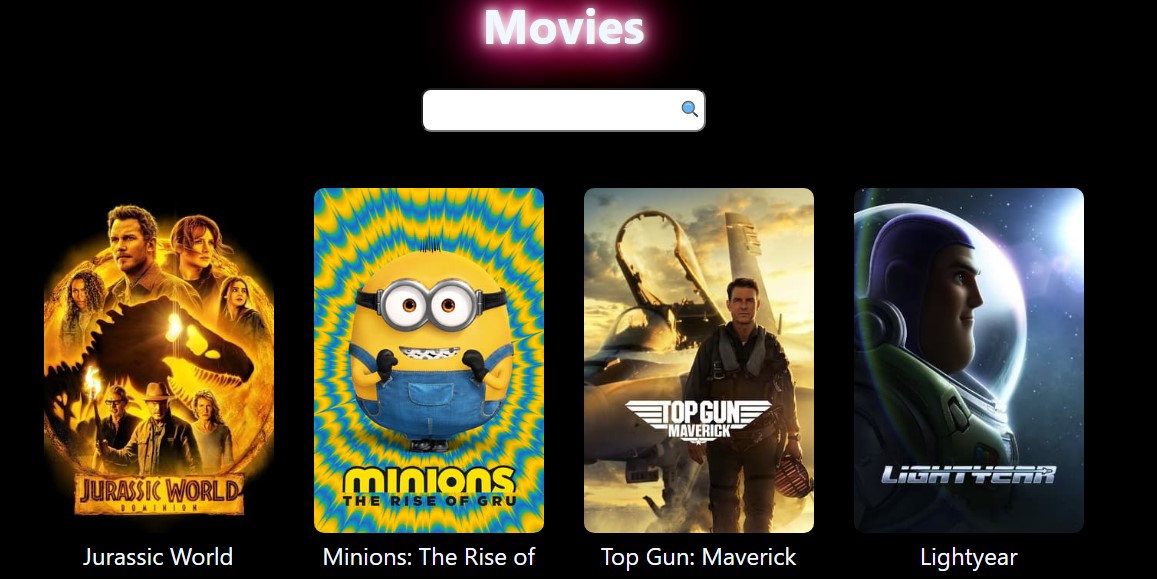 Movies
JURASSIC WORLD
DOMINION
minions
THE RISE OF GRU
TOP GUN
MAVERICK
LIGHTYEAR
Jurassic World
Minions: The Rise of
Top Gun: Maverick
Lightyear